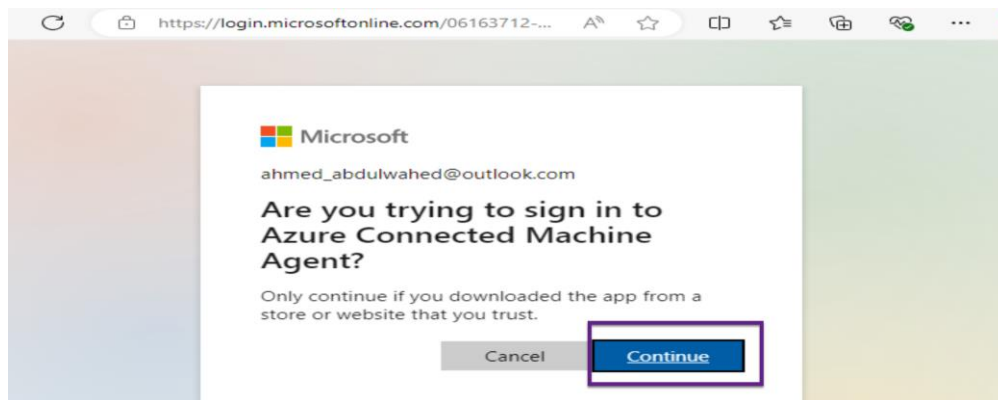 https://login.microsoftonline.com/06163712-...
Microsoft
ahmed_abdulwahed@outlook.com
Are you trying to sign in to
Azure Connected Machine
Agent?
Only continue if you downloaded the app from a
store or website that you trust.
Cancel Continue